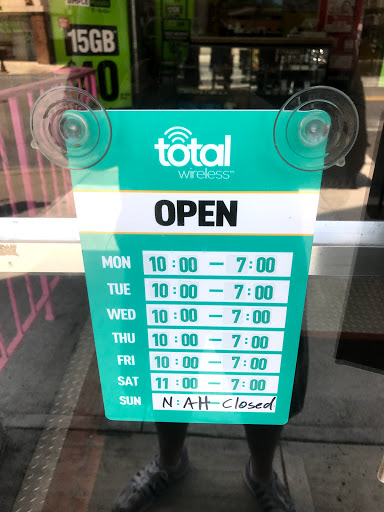 15GB
total
wireless
OPEN
MON 10:00 — 7:00
TUE 10:00 — 7:00
WED 10:00 — 7:00
THU 10:00 — 7:00
FRI 10:00 — 7:00
SAT 11:00 — 7:00
SUN N:AH-Closed